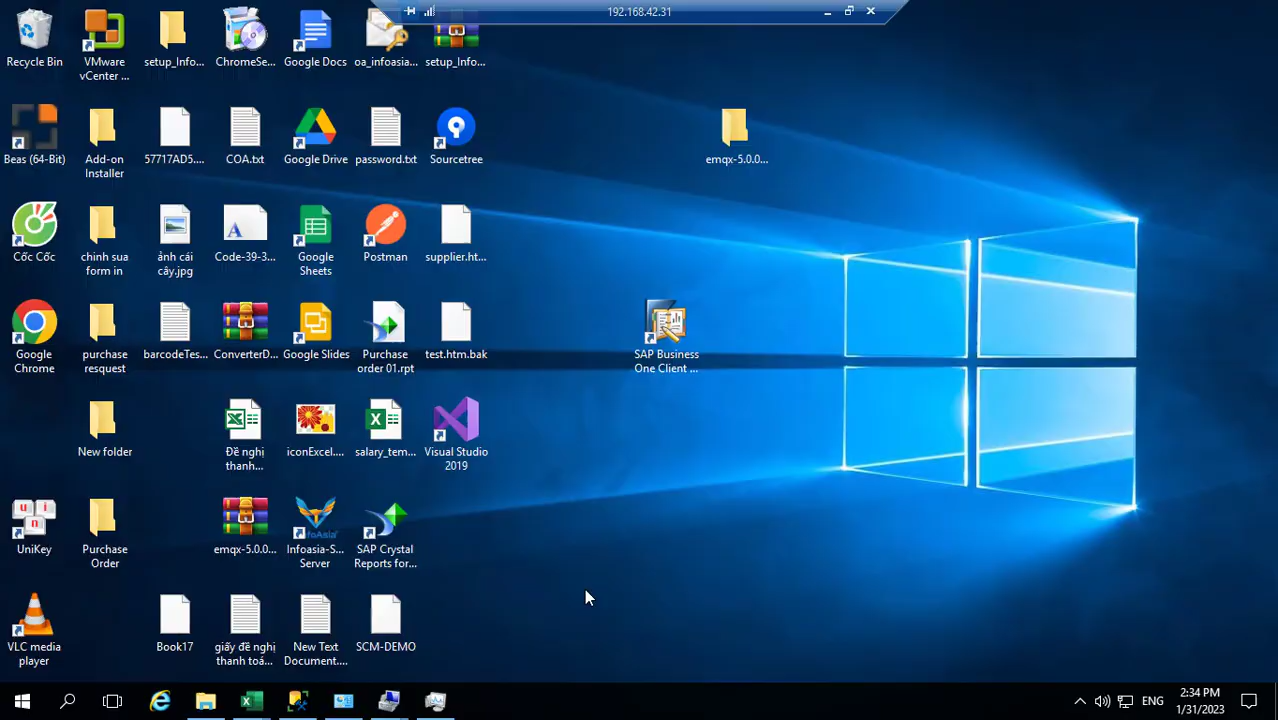 192.168.42.31
Recycle Bin
VMware
vCenter ...
setup_Info...
ChromeSe...
Google Docs
oa_infoasia...
setup_Info...
Beas (64-Bit)
Add-on
Installer
57717AD5....
COA.txt
Google Drive
password.txt
Sourcetree
emqx-5.0.0...
Cốc Cốc
chinh sua
form in
ảnh cái
cây.jpg
Code-39-3...
Google
Sheets
Postman
supplier.ht...
Google
Chrome
purchase
resquest
barcodeTes...
ConverterD...
Google Slides
Purchase
order 01.rpt
test.htm.bak
SAP Business
One Client ...
New folder
Đề nghị
thanh...
iconExcel....
salary_tem...
Visual Studio
2019
u i
n
UniKey
Purchase
Order
emqx-5.0.0...
Infoasia-S...
Server
SAP Crystal
Reports for...
VLC media
player
Book17
giấy đề nghị
thanh toá...
New Text
Document....
SCM-DEMO
ENG
2:34 PM
1/31/2023